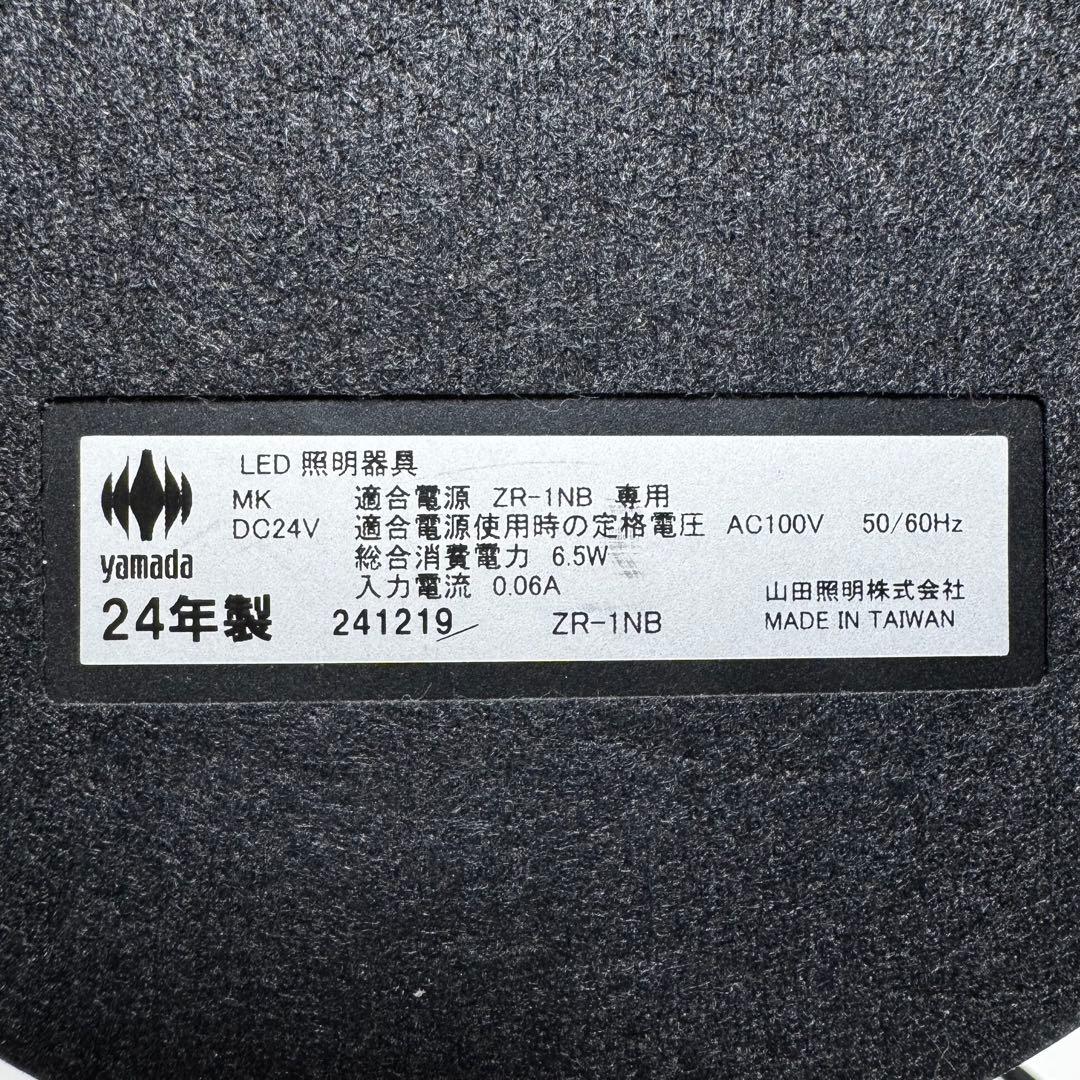 LED 照明器具
MK 適合電源 ZR-1NB 専用
DC24V 適合電源使用時の定格電圧 AC100V 50/60Hz
総合消費電力 6.5W
入力電流 0.06A
yamada
山田照明株式会社
24年製 241219 ZR-1NB MADE IN TAIWAN